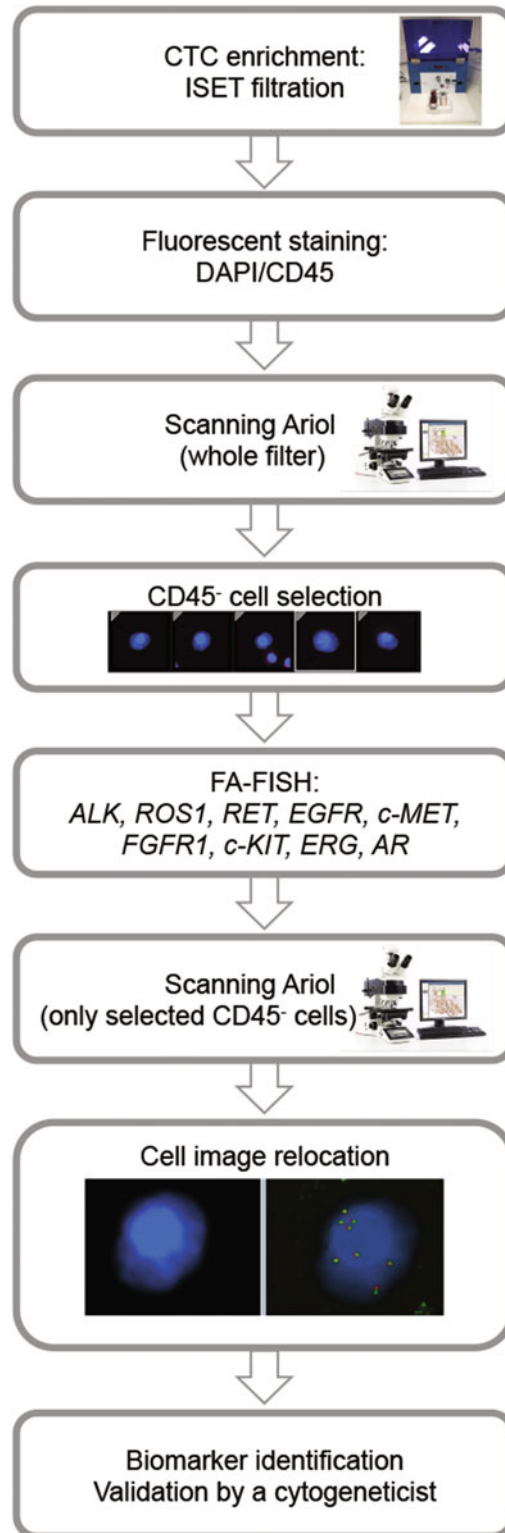 CTC enrichment:
ISET filtration
Fluorescent staining:
DAPI/CD45
Scanning Ariol
(whole filter)
CD45⁻ cell selection
FA-FISH:
ALK, ROS1, RET, EGFR, c-MET,
FGFR1, c-KIT, ERG, AR
Scanning Ariol
(only selected CD45⁻ cells)
Cell image relocation
Biomarker identification
Validation by a cytogeneticist